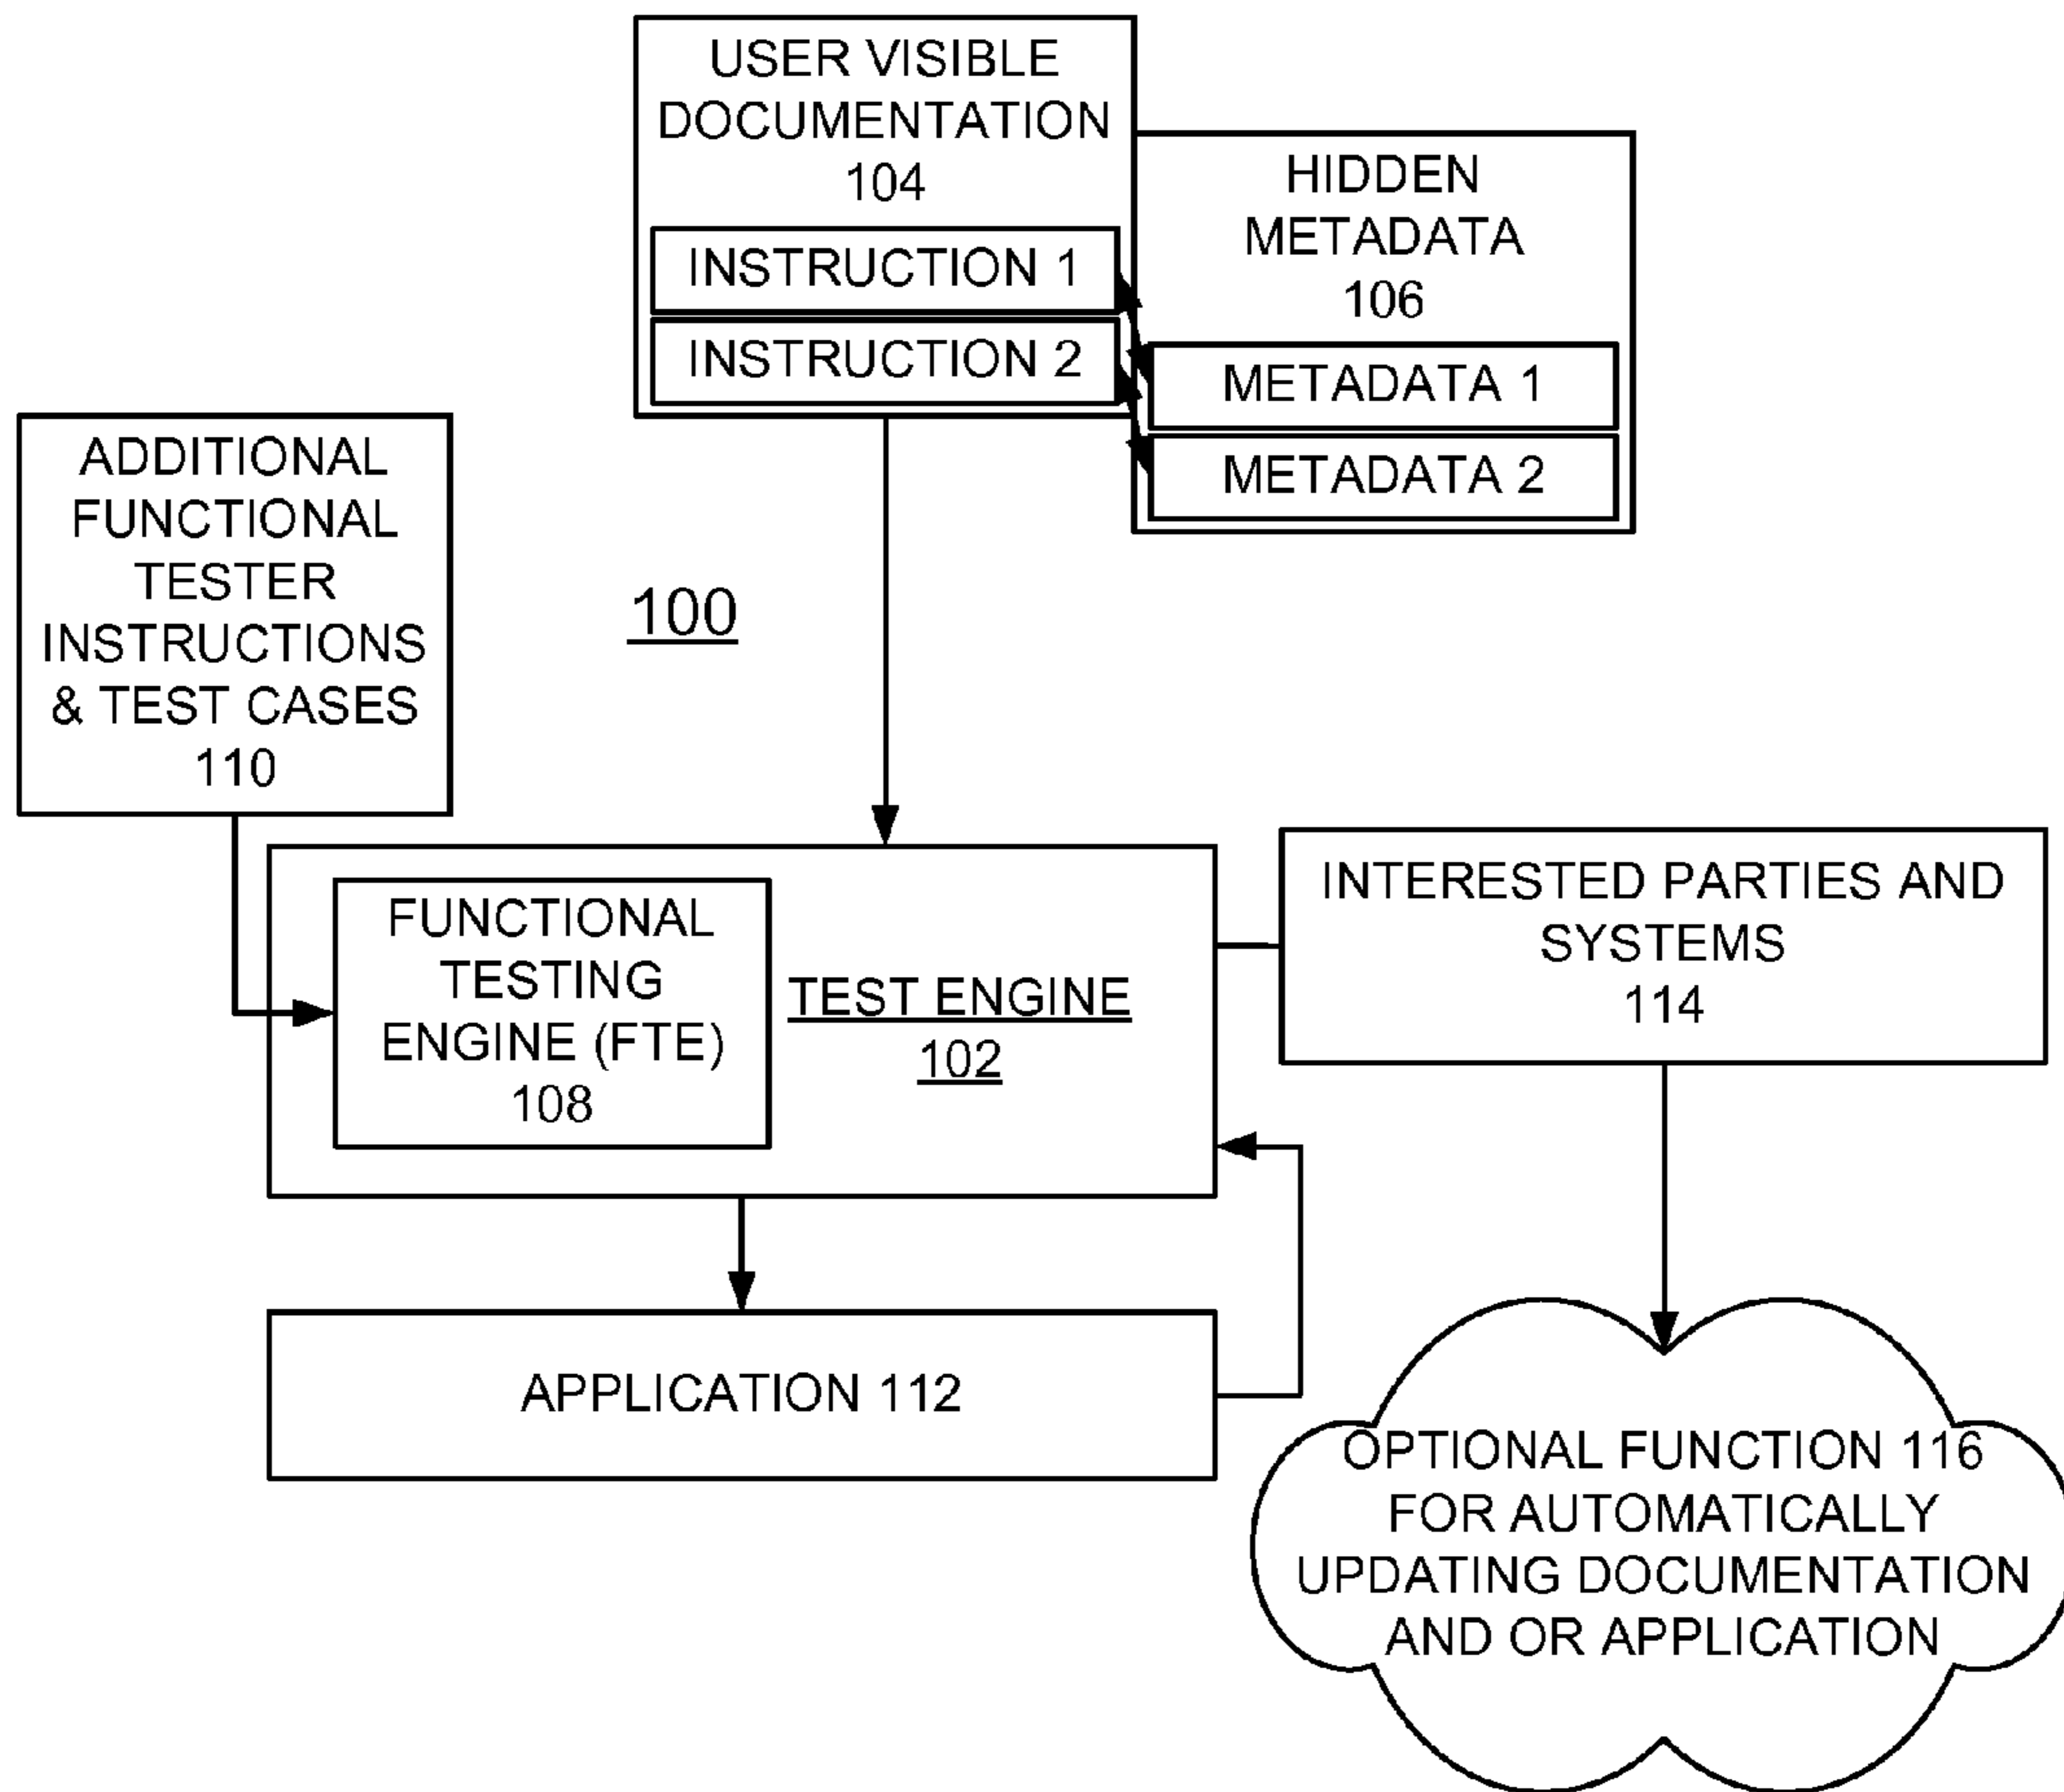 USER VISIBLE
DOCUMENTATION
104
INSTRUCTION 1
INSTRUCTION 2
HIDDEN
METADATA
106
METADATA 1
METADATA 2
ADDITIONAL
FUNCTIONAL
TESTER
INSTRUCTIONS
& TEST CASES
110
100
FUNCTIONAL
TESTING
ENGINE (FTE)
108
TEST ENGINE
102
INTERESTED PARTIES AND
SYSTEMS
114
APPLICATION 112
OPTIONAL FUNCTION 116
FOR AUTOMATICALLY
UPDATING DOCUMENTATION
AND OR APPLICATION